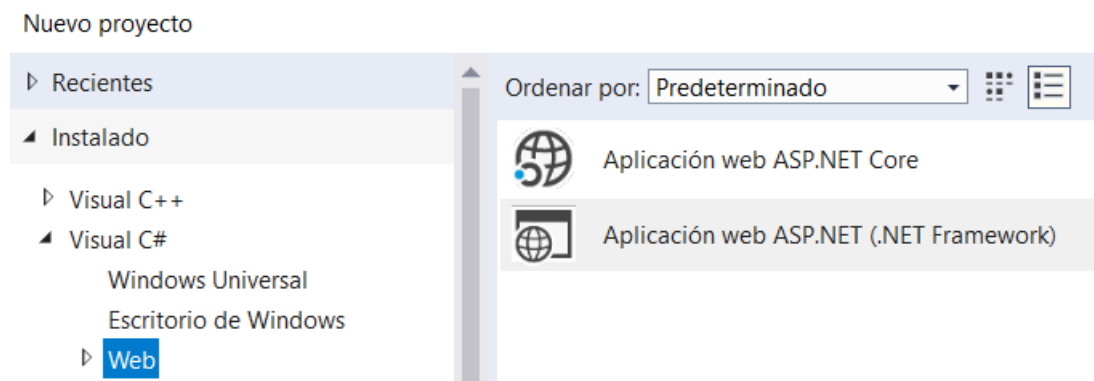 Nuevo proyecto
Recientes
Instalado
Visual C++
Visual C#
Windows Universal
Escritorio de Windows
Web
Ordenar por: Predeterminado
Aplicación web ASP.NET Core
Aplicación web ASP.NET (.NET Framework)